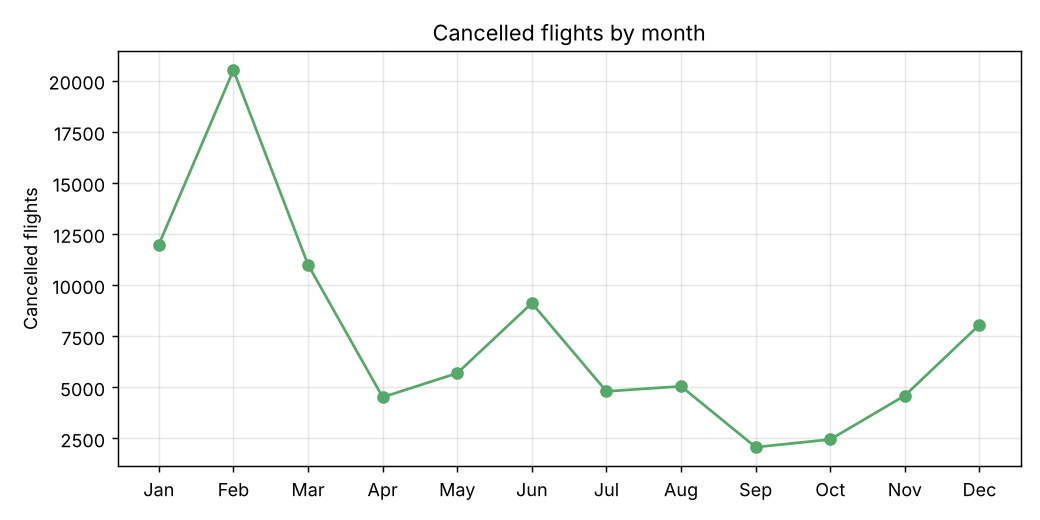 Cancelled flights by month
Cancelled flights
20000
17500
15000
12500
10000
7500
5000
2500
Jan Feb Mar Apr May Jun Jul Aug Sep Oct Nov Dec